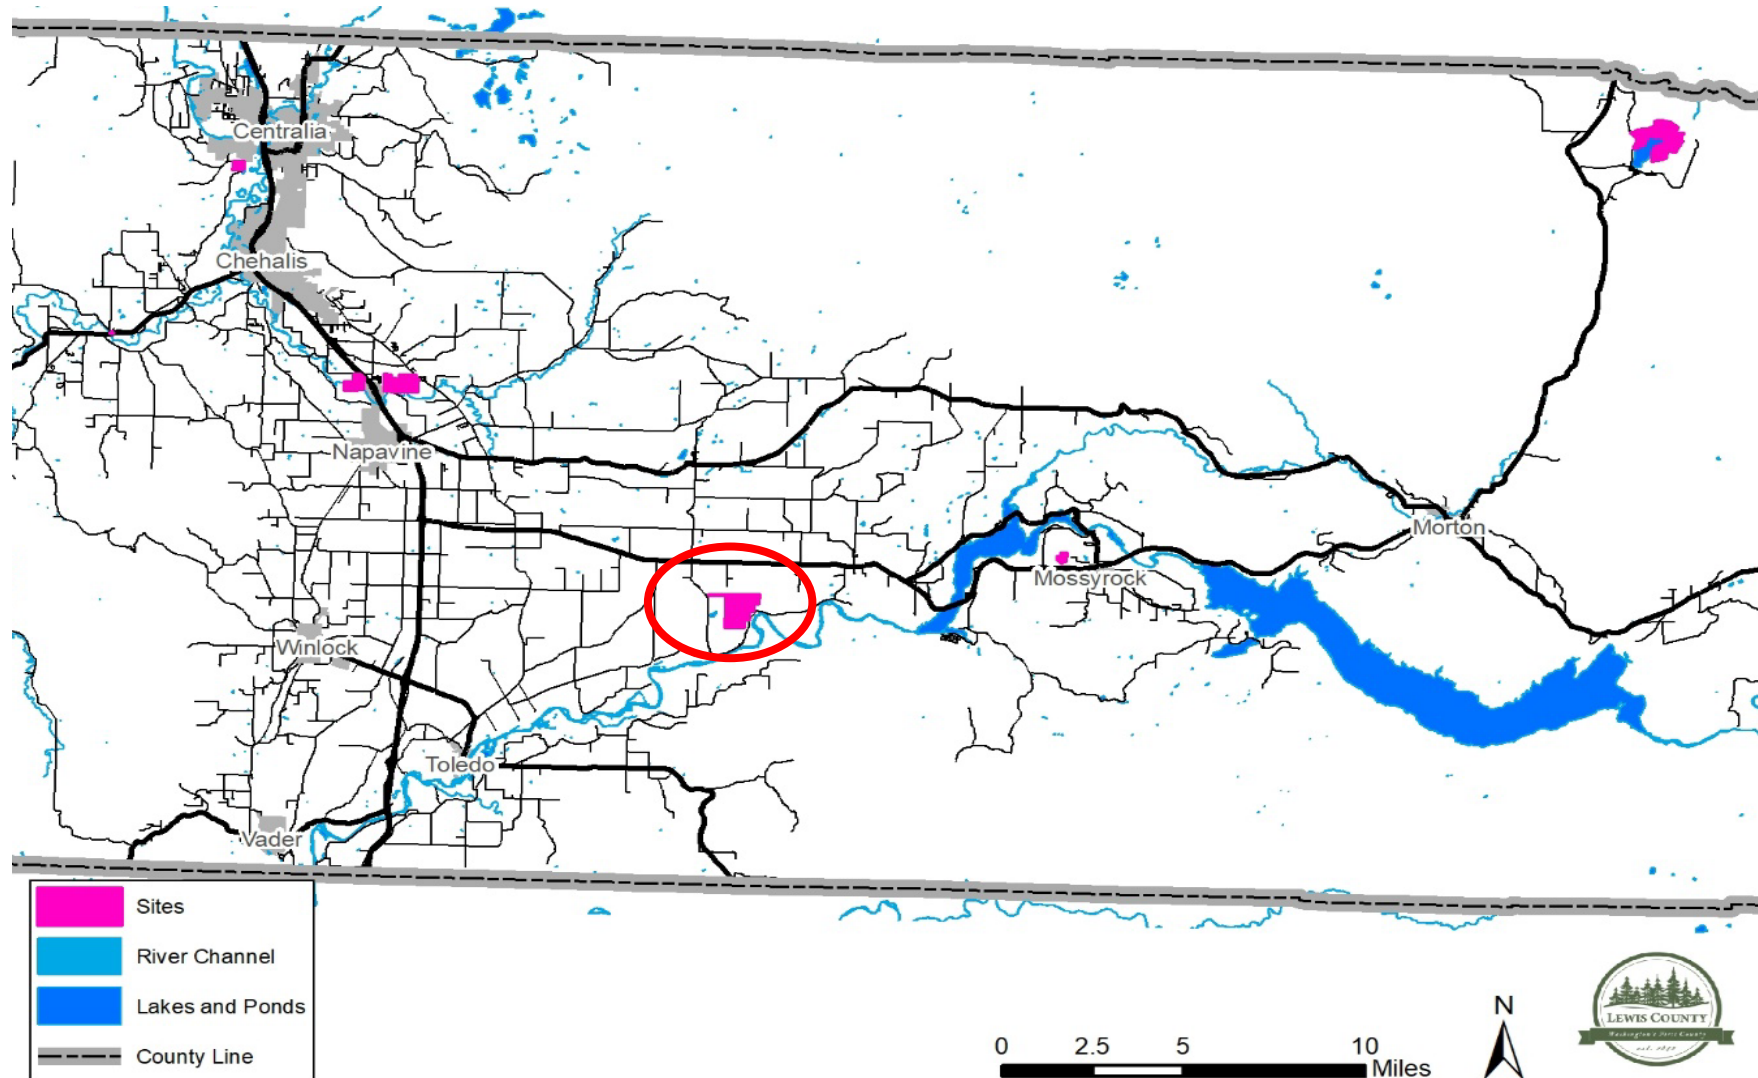 Centralia
Chehalis
Napavine
Morton
Mossyrock
Winlock
Toledo
Vader
Sites
River Channel
Lakes and Ponds
County Line
0 2.5 5 10
Miles
N
LEWIS COUNTY